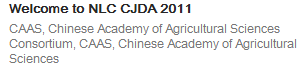 Welcome to NLC CJDA 2011
CAAS, Chinese Academy of Agricultural Sciences
Consortium, CAAS, Chinese Academy of Agricultural
Sciences